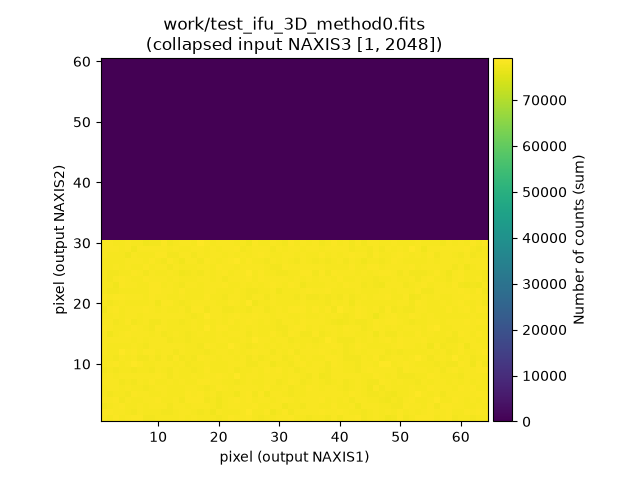 work/test_ifu_3D_method0.fits
(collapsed input NAXIS3 [1, 2048])
60
50
40
30
20
10
pixel (output NAXIS2)
10 20 30 40 50 60
pixel (output NAXIS1)
70000
60000
50000
40000
30000
20000
10000
0
Number of counts (sum)